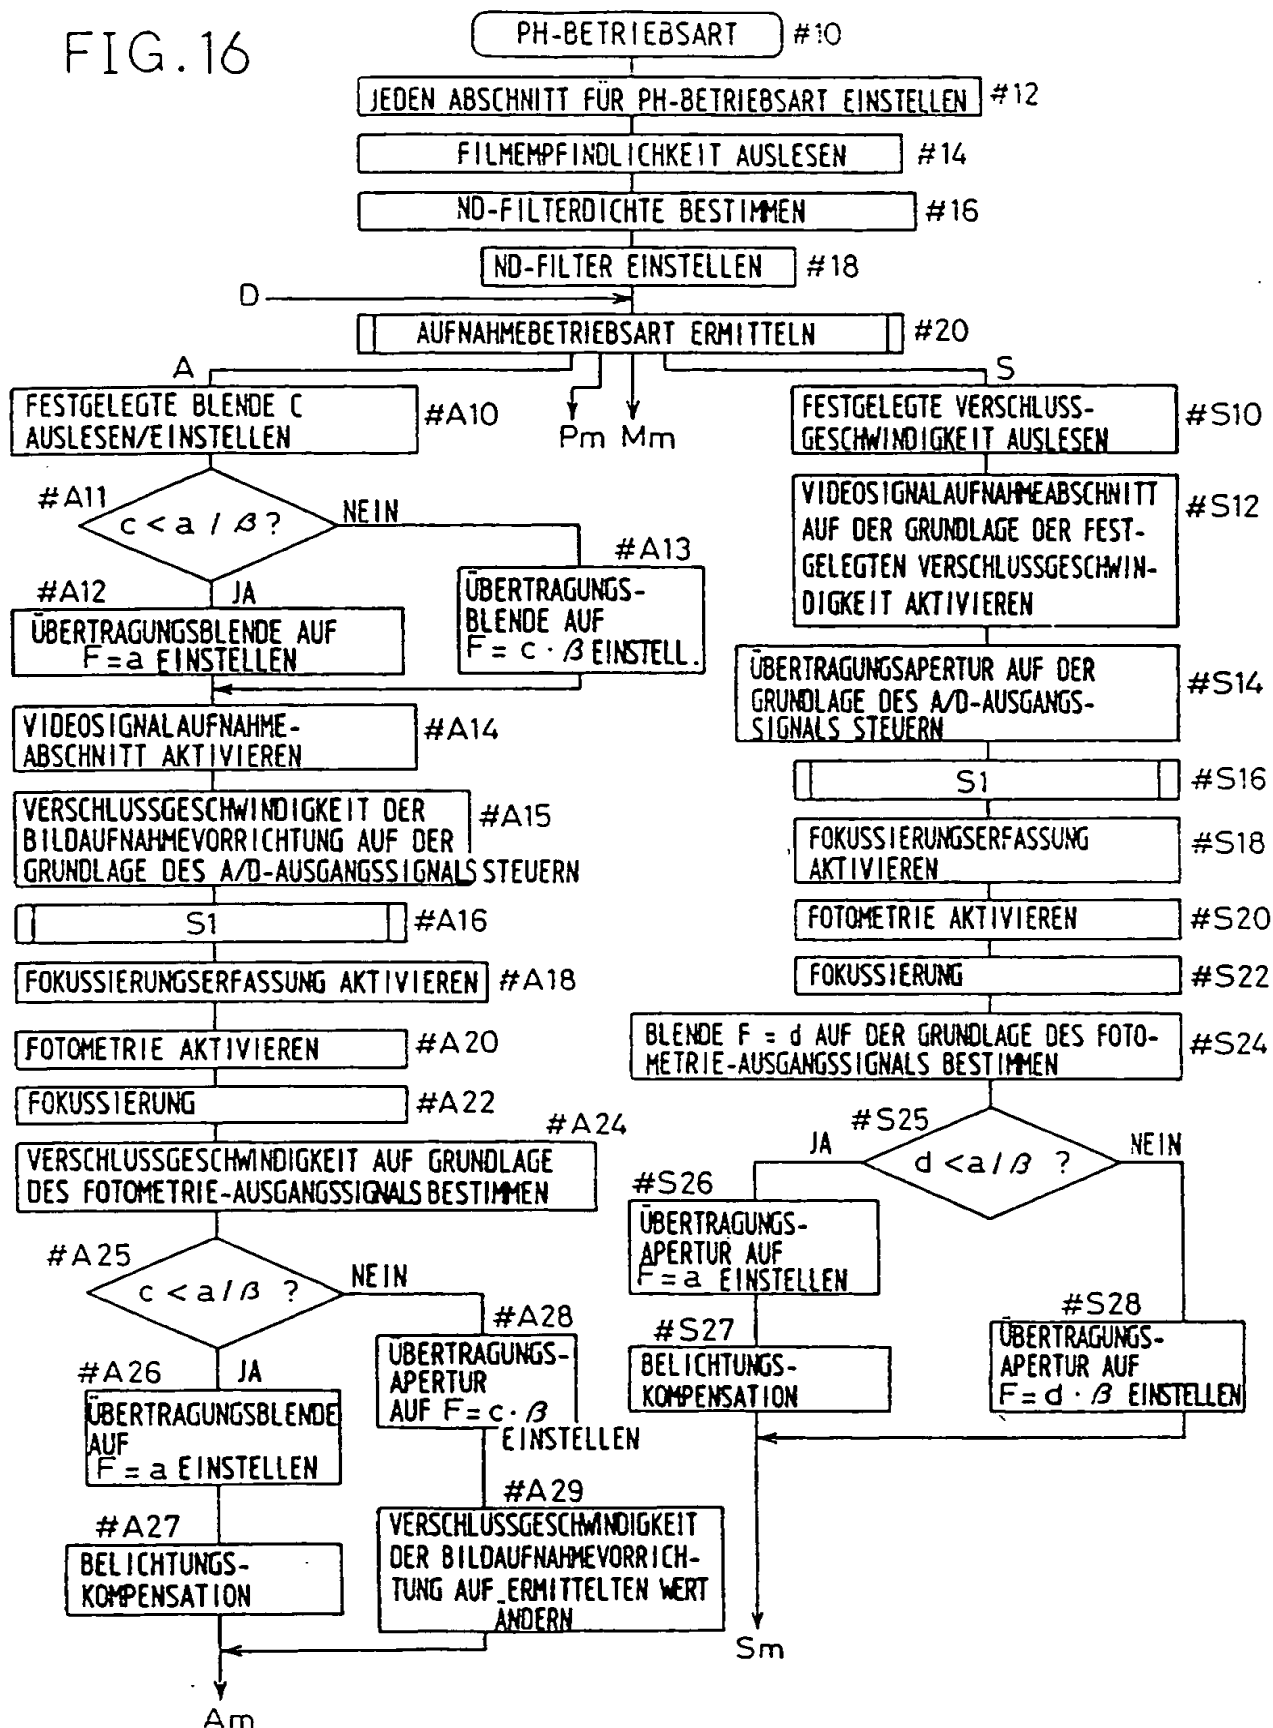 FIG.16
PH-BETRIEBSART #10
JEDEN ABSCHNITT FÜR PH-BETRIEBSART EINSTELLEN #12
FILMEMPFINDLICHKEIT AUSLESEN #14
ND-FILTERDICHTE BESTIMMEN #16
ND-FILTER EINSTELLEN #18
D
AUFNAHMEBETRIEBSART ERMITTELN #20
A
Pm Mm
S
FESTGELEGTE BLENDE C #A10
AUSLESEN/EINSTELLEN
#A11
c < a / β ?
NEIN
JA
#A12
ÜBERTRAGUNGSBLENDE AUF
F = a EINSTELLEN
#A13
ÜBERTRAGUNGS-
BLENDE AUF
F = c · β EINSTELL.
VIDEOSIGNALAUFNAHME- #A14
ABSCHNITT AKTIVIEREN
VERSCHLUSSGESCHWINDIGKEIT DER #A15
BILDAUFNAHMEVORRICHTUNG AUF DER
GRUNDLAGE DES A/D-AUSGANGSSIGNALS STEUERN
S1 #A16
FOKUSSIERUNGSERFASSUNG AKTIVIEREN #A18
FOTOMETRIE AKTIVIEREN #A20
FOKUSSIERUNG #A22
#A24
VERSCHLUSSGESCHWINDIGKEIT AUF GRUNDLAGE
DES FOTOMETRIE-AUSGANGSSIGNALS BESTIMMEN
#A25
c < a / β ?
NEIN
JA
#A26
ÜBERTRAGUNGSBLENDE
AUF
F = a EINSTELLEN
#A27
BELICHTUNGS-
KOMPENSATION
#A28
ÜBERTRAGUNGS-
APERTUR
AUF F = c · β
EINSTELLEN
#A29
VERSCHLUSSGESCHWINDIGKEIT
DER BILDAUFNAHMEVORRICH-
TUNG AUF ERMITTELTEN WERT
ÄNDERN
Am
FESTGELEGTE VERSCHLUSS- #S10
GESCHWINDIGKEIT AUSLESEN
VIDEOSIGNALAUFNAHMEABSCHNITT #S12
AUF DER GRUNDLAGE DER FEST-
GELEGTEN VERSCHLUSSGESCHWIN-
DIGKEIT AKTIVIEREN
ÜBERTRAGUNGSAPERTUR AUF DER #S14
GRUNDLAGE DES A/D-AUSGANGS-
SIGNALS STEUERN
S1 #S16
FOKUSSIERUNGSERFASSUNG #S18
AKTIVIEREN
FOTOMETRIE AKTIVIEREN #S20
FOKUSSIERUNG #S22
BLENDE F = d AUF DER GRUNDLAGE DES FOTO- #S24
METRIE-AUSGANGSSIGNALS BESTIMMEN
#S25
JA
d < a / β ?
NEIN
#S26
ÜBERTRAGUNGS-
APERTUR AUF
F = a EINSTELLEN
#S27
BELICHTUNGS-
KOMPENSATION
#S28
ÜBERTRAGUNGS-
APERTUR AUF
F = d · β EINSTELLEN
Sm